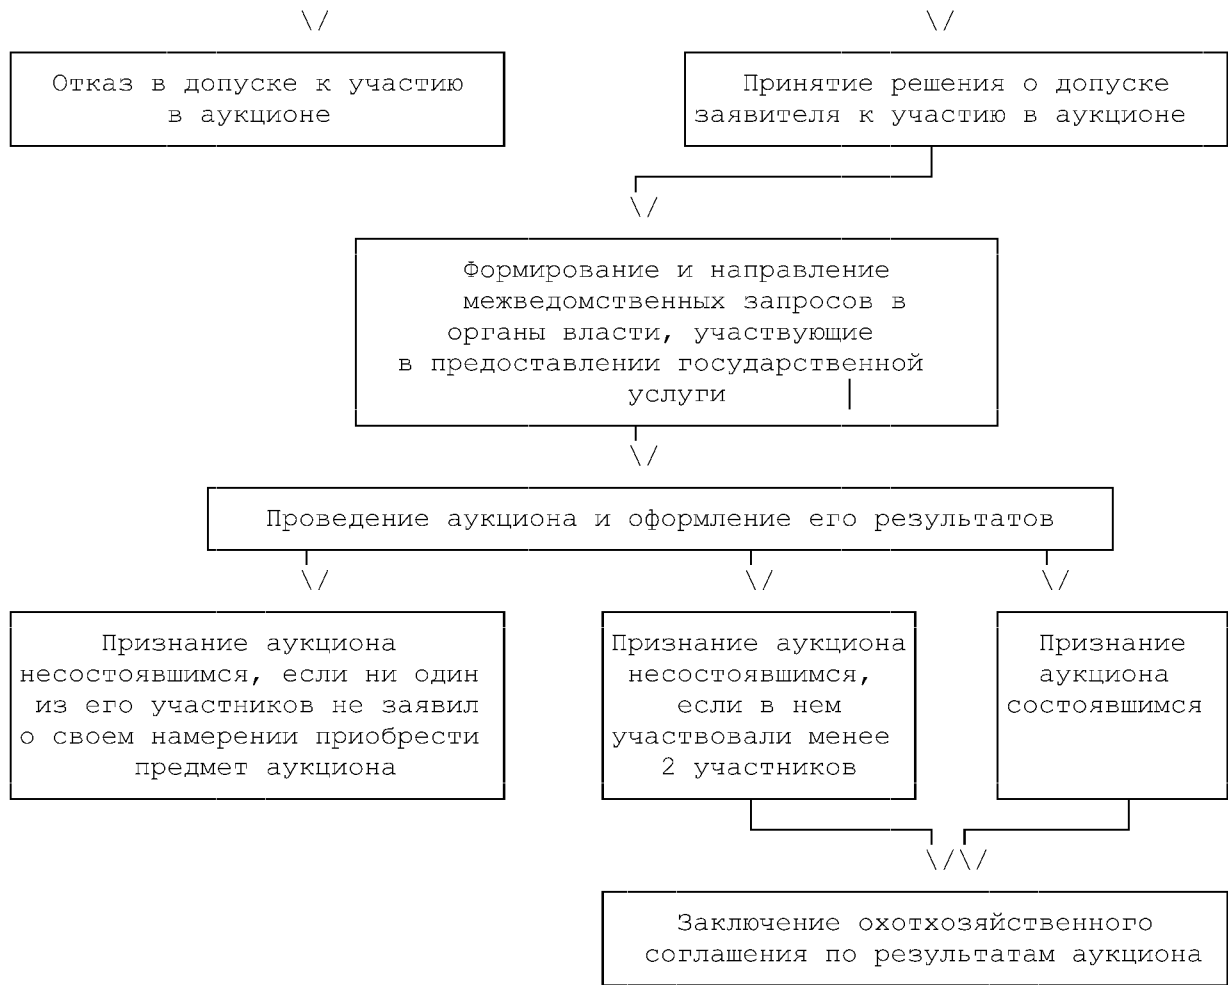 Отказ в допуске к участию
в аукционе
Принятие решения о допуске
заявителя к участию в аукционе
Формирование и направление
межведомственных запросов в
органы власти, участвующие
в предоставлении государственной
услуги
Проведение аукциона и оформление его результатов
Признание аукциона
несостоявшимся, если ни один
из его участников не заявил
о своем намерении приобрести
предмет аукциона
Признание аукциона
несостоявшимся,
если в нем
участвовали менее
2 участников
Признание
аукциона
состоявшимся
Заключение охотхозяйственного
соглашения по результатам аукциона